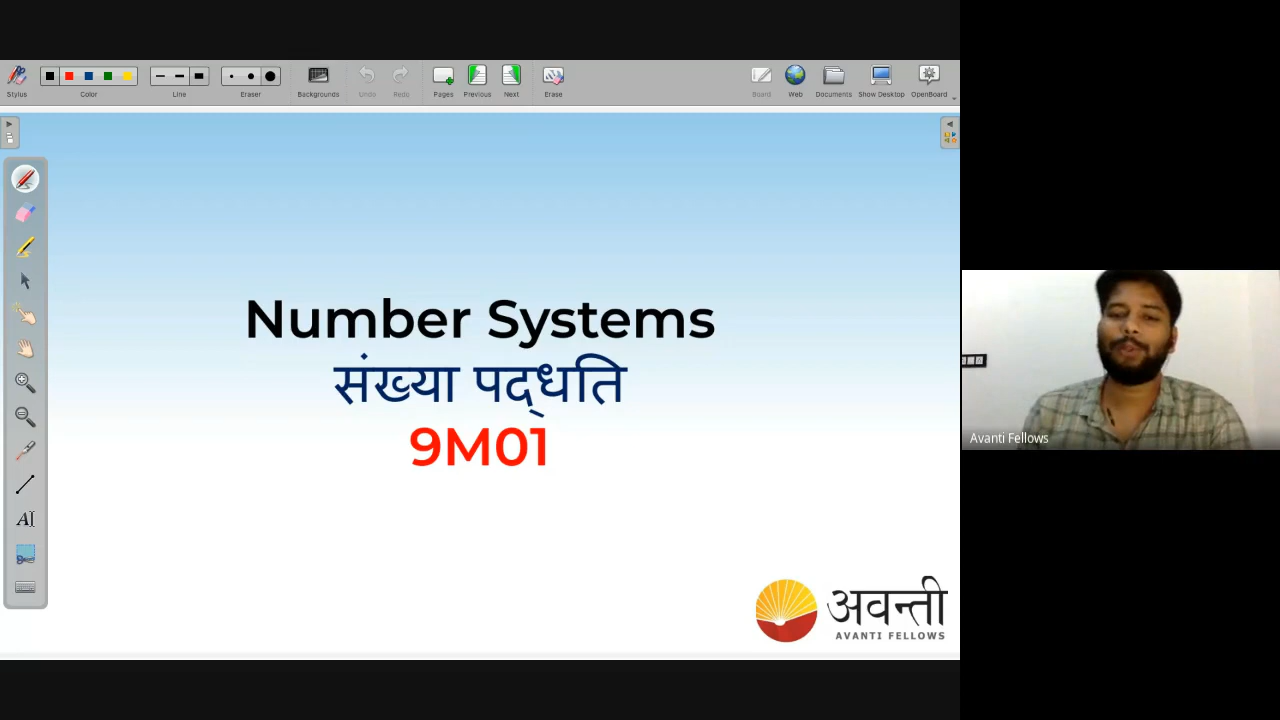 Stylus
Color
Line
Eraser
Backgrounds
Undo
Redo
Pages
Previous
Next
Erase
Board
Web
Documents
Show Desktop
OpenBoard
Number Systems
संख्या पद्धति
9M01
AI
Avanti Fellows
अवन्ती
AVANTI FELLOWS